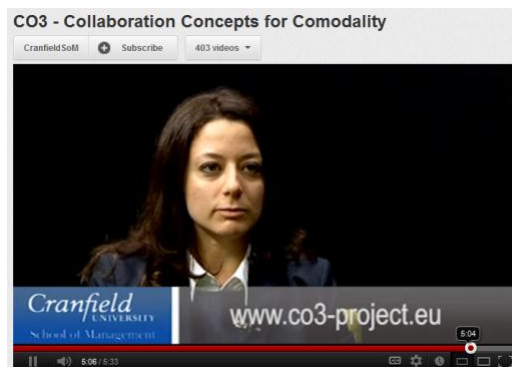 CO3 - Collaboration Concepts for Comodality
CranfieldSoM Subscribe 403 videos
Cranfield
UNIVERSITY
School of Management
www.co3-project.eu
5:04
5:06 / 5:33
CC